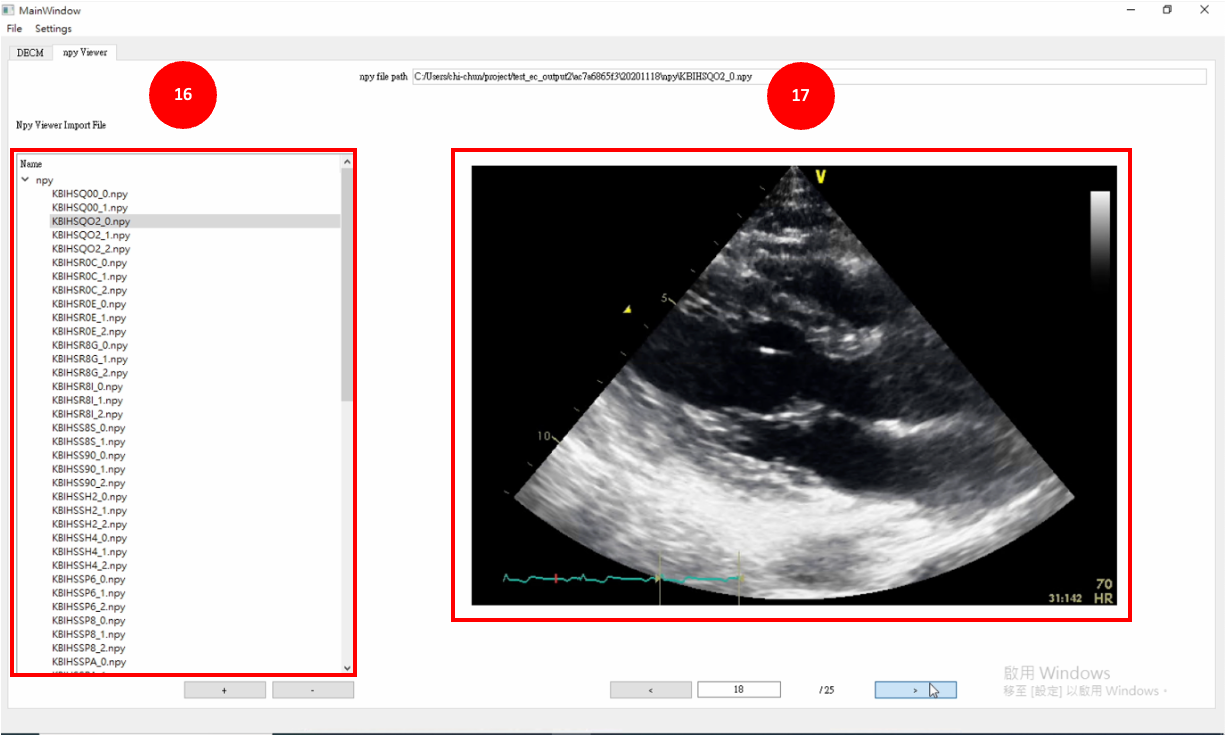 MainWindow
File Settings
DECM npy Viewer
npy file path C:/Users/chi-chun/project/test_ec_output2\ac7a6865f3\20201118\npy\KBIHSQO2_0.npy
16
17
Npy Viewer Import File
Name
npy
KBIHSQ00_0.npy
KBIHSQ00_1.npy
KBIHSQO2_0.npy
KBIHSQO2_1.npy
KBIHSQO2_2.npy
KBIHSR0C_0.npy
KBIHSR0C_1.npy
KBIHSR0C_2.npy
KBIHSR0E_0.npy
KBIHSR0E_1.npy
KBIHSR0E_2.npy
KBIHSR8G_0.npy
KBIHSR8G_1.npy
KBIHSR8G_2.npy
KBIHSR8I_0.npy
KBIHSR8I_1.npy
KBIHSR8I_2.npy
KBIHSS8S_0.npy
KBIHSS8S_1.npy
KBIHSS90_0.npy
KBIHSS90_1.npy
KBIHSS90_2.npy
KBIHSSH2_0.npy
KBIHSSH2_1.npy
KBIHSSH2_2.npy
KBIHSSH4_0.npy
KBIHSSH4_1.npy
KBIHSSH4_2.npy
KBIHSSP6_0.npy
KBIHSSP6_1.npy
KBIHSSP6_2.npy
KBIHSSP8_0.npy
KBIHSSP8_1.npy
KBIHSSP8_2.npy
KBIHSSPA_0.npy
V
5
10
70
31:142 HR
+ -
< 18 /25 >
啟用 Windows
移至 [設定] 以啟用 Windows。